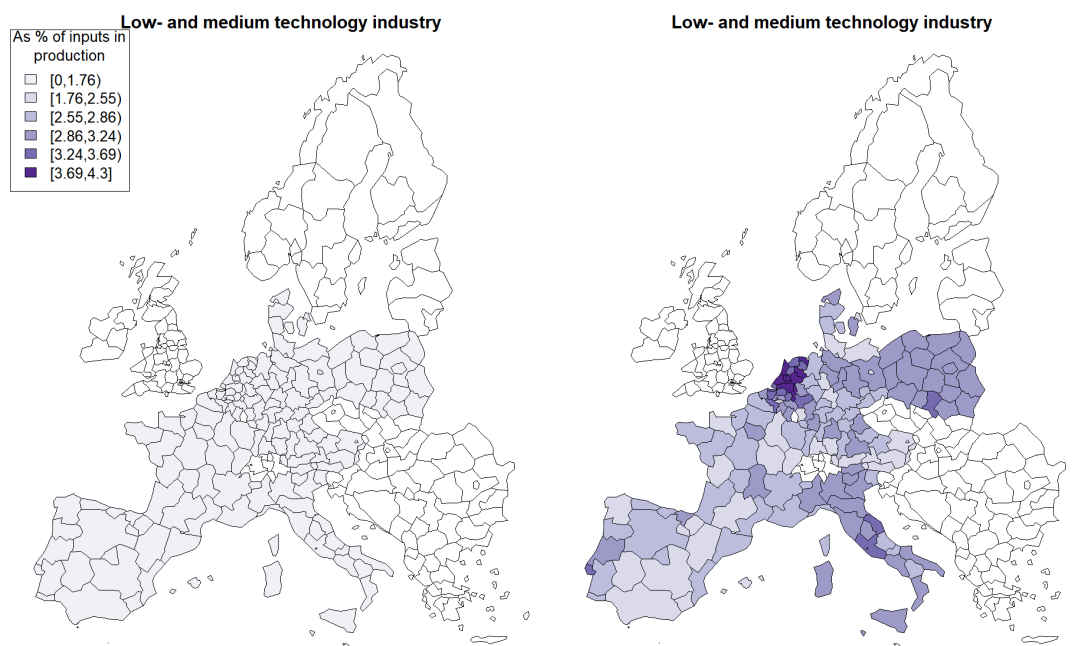 Low- and medium technology industry
Low- and medium technology industry
As % of inputs in
production
[0,1.76)
[1.76,2.55)
[2.55,2.86)
[2.86,3.24)
[3.24,3.69)
[3.69,4.3]